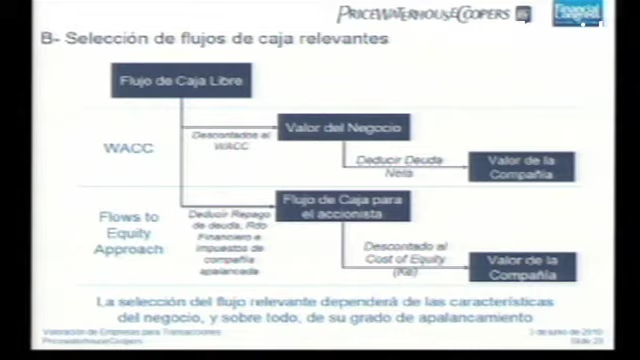 PRICEWATERHOUSECOOPERS
Financial
Congress
B- Selección de flujos de caja relevantes
Flujo de Caja Libre
WACC
Descontados al
WACC
Valor del Negocio
Deducir Deuda
Neta
Valor de la
Compañía
Flows to
Equity
Approach
Deducir Repago
de deuda, Rdo
Financiero e
impuestos de
compañía
apalancada
Flujo de Caja para
el accionista
Descontado al
Cost of Equity
(Ke)
Valor de la
Compañía
La selección del flujo relevante dependerá de las características
del negocio, y sobre todo, de su grado de apalancamiento
Valoración de Empresas para Transacciones
PricewaterhouseCoopers
3 de junio de 2010
Slide 29